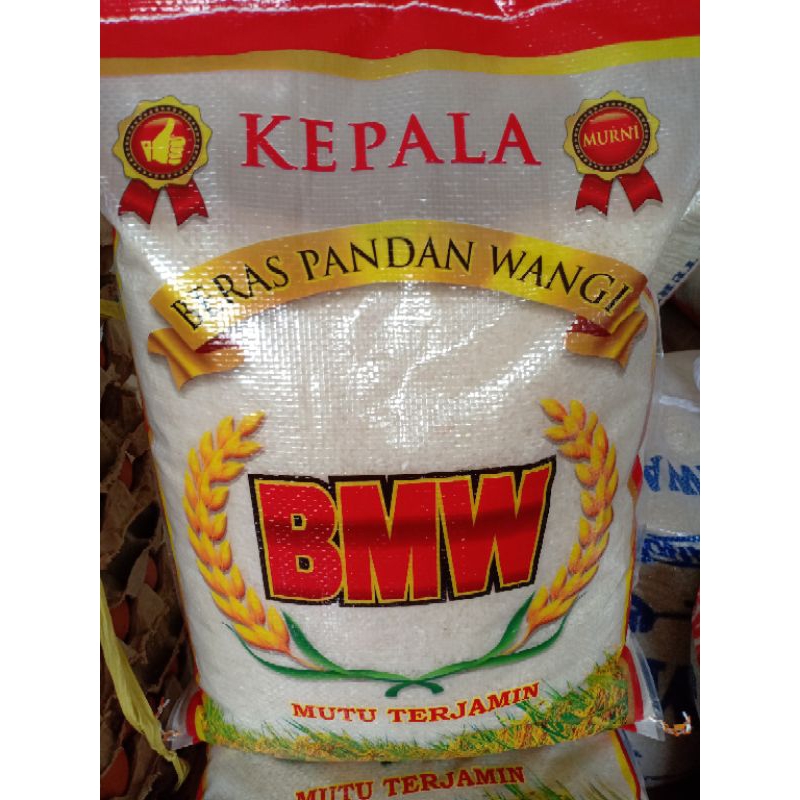 KEPALA
MURNI
BERAS PANDAN WANGI
BMW
MUTU TERJAMIN
MUTU TERJAMIN